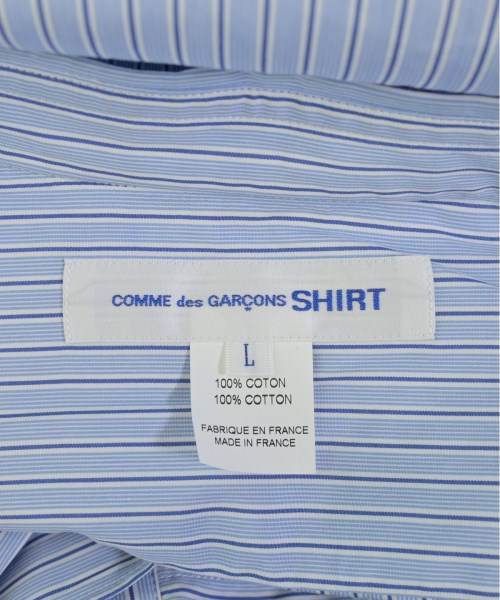 COMME des GARÇONS SHIRT
L
100% COTON
100% COTTON
FABRIQUE EN FRANCE
MADE IN FRANCE